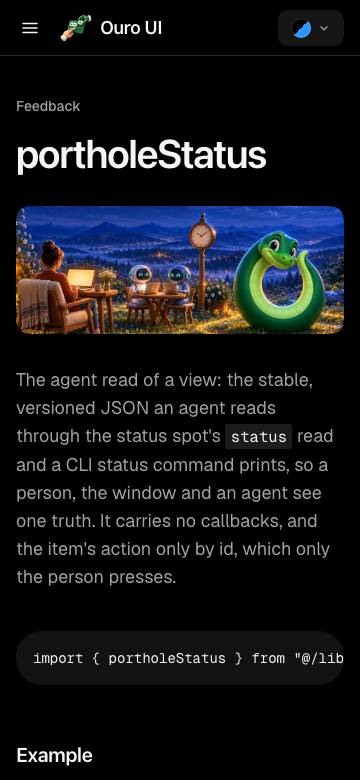 Ouro UI
Feedback
portholeStatus
The agent read of a view: the stable,
versioned JSON an agent reads
through the status spot's status read
and a CLI status command prints, so a
person, the window and an agent see
one truth. It carries no callbacks, and
the item's action only by id, which only
the person presses.
import { portholeStatus } from "@/lib
Example